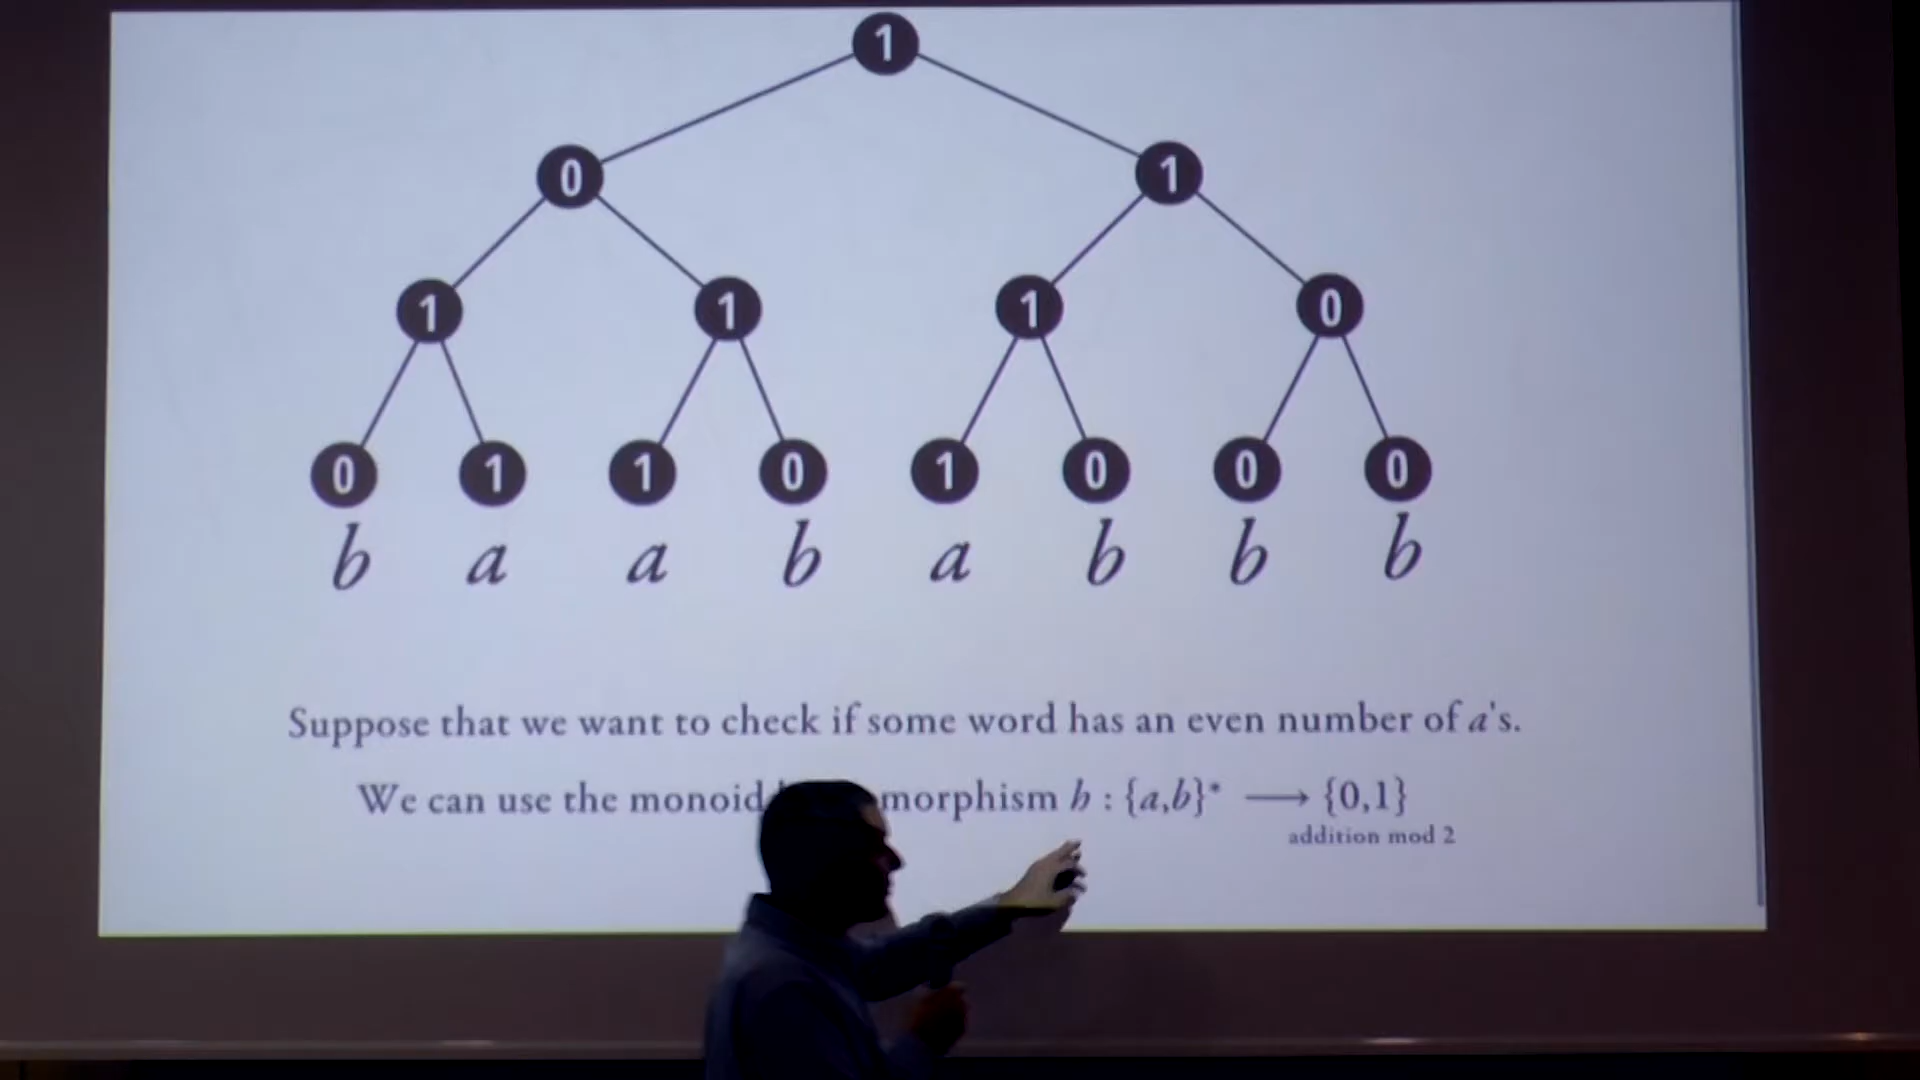 1
0 1
1 1 1 0
0 1 1 0 1 0 0 0
b a a b a b b b
Suppose that we want to check if some word has an even number of a's.
We can use the monoid morphism h : {a,b}* ⟶ {0,1}
addition mod 2